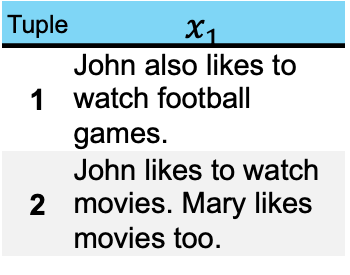 Tuple x₁
John also likes to
1 watch football
games.
John likes to watch
2 movies. Mary likes
movies too.